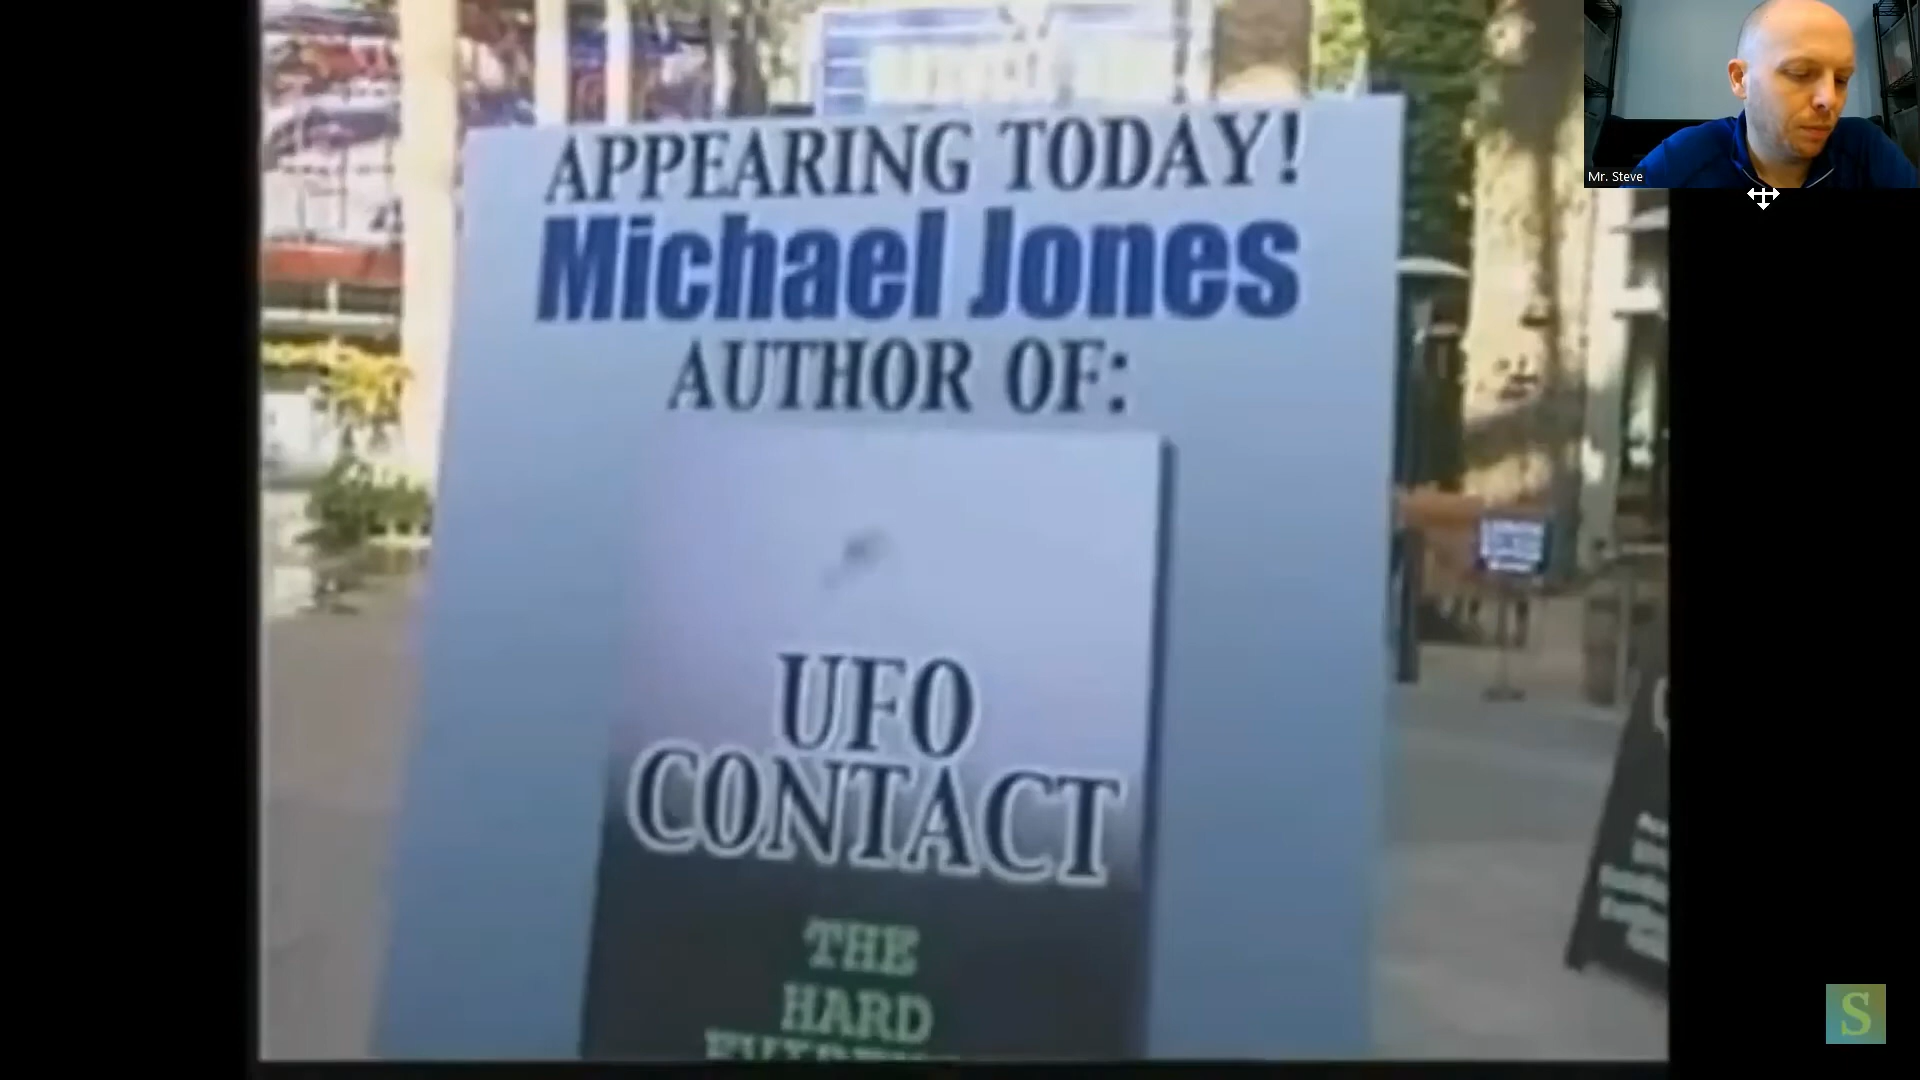 APPEARING TODAY!
Michael Jones
AUTHOR OF:
UFO
CONTACT
THE
HARD
Mr. Steve
S